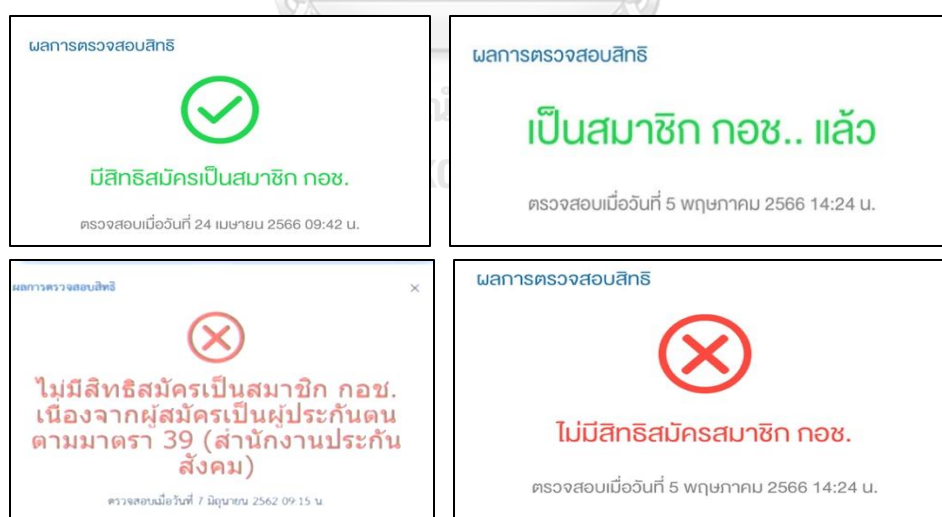 ผลการตรวจสอบสิทธิ
มีสิทธิสมัครเป็นสมาชิก กอช.
ตรวจสอบเมื่อวันที่ 24 เมษายน 2566 09:42 น.
ผลการตรวจสอบสิทธิ
เป็นสมาชิก กอช.. แล้ว
ตรวจสอบเมื่อวันที่ 5 พฤษภาคม 2566 14:24 น.
ผลการตรวจสอบสิทธิ
ไม่มีสิทธิสมัครเป็นสมาชิก กอช.
เนื่องจากผู้สมัครเป็นผู้ประกันตน
ตามมาตรา 39 (สำนักงานประกัน
สังคม)
ตรวจสอบเมื่อวันที่ 7 มิถุนายน 2562 09:15 น.
ผลการตรวจสอบสิทธิ
ไม่มีสิทธิสมัครสมาชิก กอช.
ตรวจสอบเมื่อวันที่ 5 พฤษภาคม 2566 14:24 น.